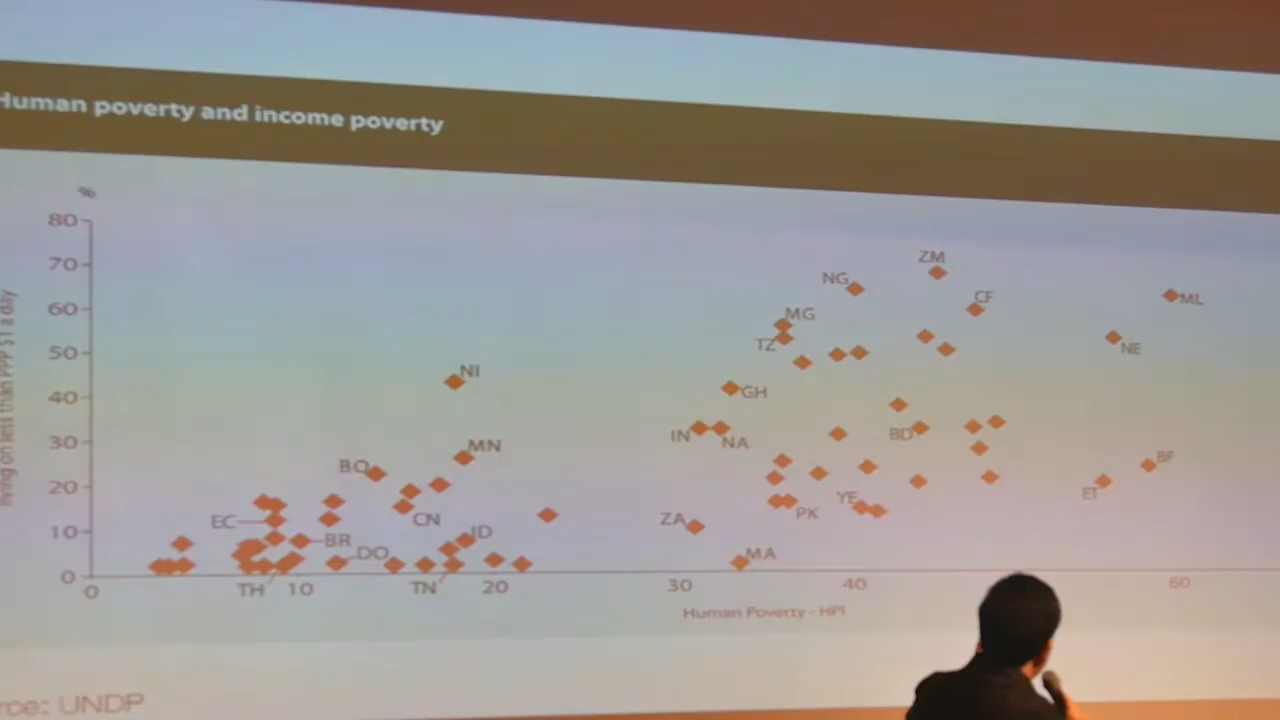 Human poverty and income poverty
%
80
70
60
50
40
30
20
10
0
living on less than PPP $1 a day
ZM
NG
CF
ML
MG
TZ
NE
NI
GH
IN
NA
BD
MN
BO
BF
ET
EC
CN
YE
PK
ZA
ID
BR
DO
MA
TH
TN
0 10 20 30 40 60
Human Poverty - HPI
rce: UNDP